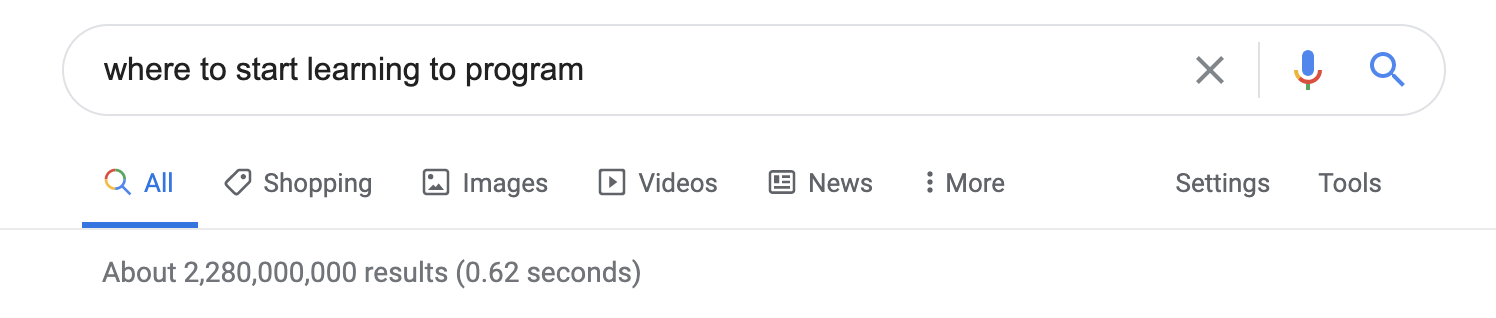 where to start learning to program
All Shopping Images Videos News More Settings Tools
About 2,280,000,000 results (0.62 seconds)